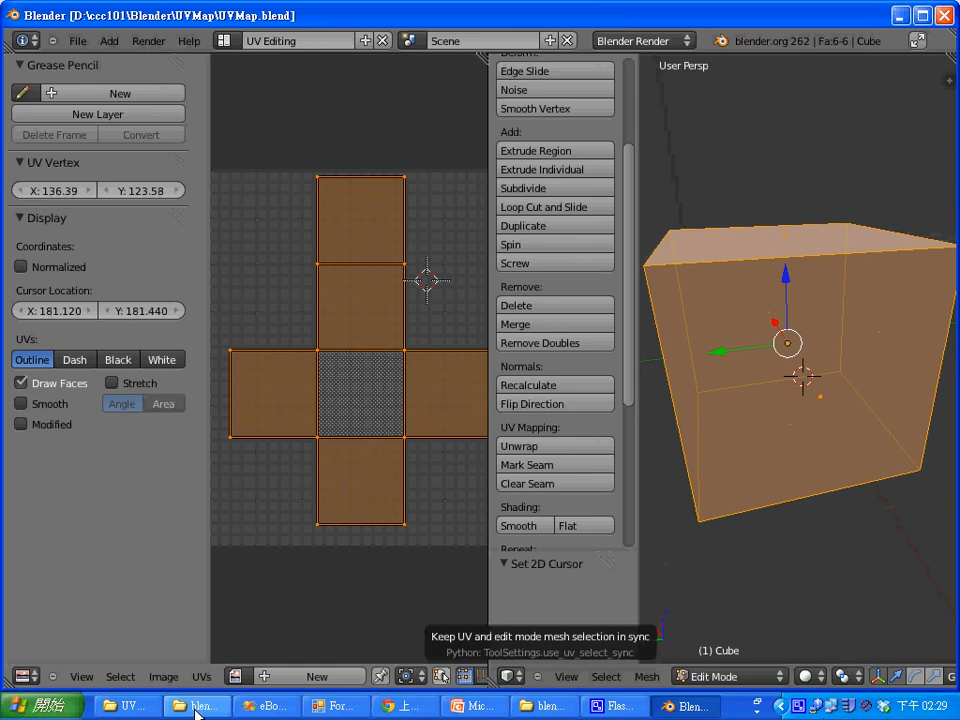 Blender [D:\ccc101\Blender\UVMap\UVMap.blend]
File Add Render Help UV Editing Scene Blender Render blender.org 262 | Fa:6-6 | Cube
Grease Pencil
New
New Layer
Delete Frame Convert
UV Vertex
X: 136.39 Y: 123.58
Display
Coordinates:
Normalized
Cursor Location:
X: 181.120 Y: 181.440
UVs:
Outline Dash Black White
Draw Faces Stretch
Smooth Angle Area
Modified
Edge Slide
Noise
Smooth Vertex
Add:
Extrude Region
Extrude Individual
Subdivide
Loop Cut and Slide
Duplicate
Spin
Screw
Remove:
Delete
Merge
Remove Doubles
Normals:
Recalculate
Flip Direction
UV Mapping:
Unwrap
Mark Seam
Clear Seam
Shading:
Smooth Flat
Repeat:
Set 2D Cursor
User Persp
(1) Cube
Keep UV and edit mode mesh selection in sync
Python: ToolSettings.use_uv_select_sync
View Select Image UVs New
View Select Mesh Edit Mode
開始 UV... blen... eBo... For... 上... Mic... blen... Flas... Blen... 下午 02:29